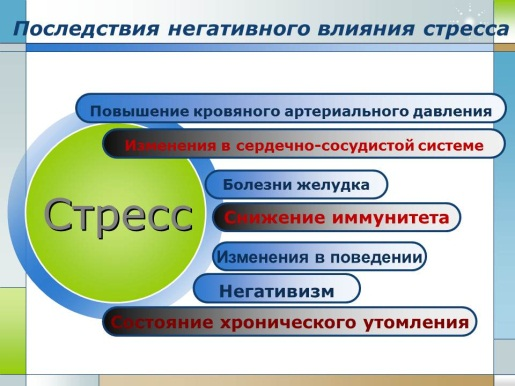 Последствия негативного влияния стресса
Повышение кровяного артериального давления
Изменения в сердечно-сосудистой системе
Болезни желудка
Стресс
Снижение иммунитета
Изменения в поведении
Негативизм
Состояние хронического утомления